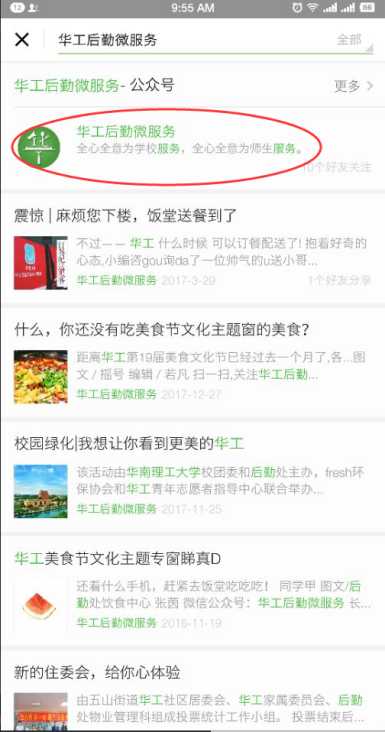 12
9:55 AM
86
华工后勤微服务
全部
华工后勤微服务- 公众号
更多
华工后勤微服务
全心全意为学校服务，全心全意为师生服务。
10个好友关注
震惊 | 麻烦您下楼，饭堂送餐到了
不过—— 华工 什么时候 可以订餐配送了! 抱着好奇的
心态,小编咨gou询da了一位帅气的u送小哥...
华工后勤微服务 2017-3-29
1个好友分享
什么，你还没有吃美食节文化主题窗的美食?
距离华工第19届美食文化节已经过去一个月了,各...图
文 / 摇号 编辑 / 若凡 扫一扫,关注华工后勤...
华工后勤微服务 2017-12-27
校园绿化|我想让你看到更美的华工
该活动由华南理工大学校团委和后勤处主办，fresh环
保协会和华工青年志愿者指导中心联合举办...
华工后勤微服务 2017-11-25
华工美食节文化主题专窗睇真D
还看什么手机，赶紧去饭堂吃吃吃！ 同学甲 图文/后
勤处饮食中心 张茵 微信公众号：华工后勤微服务 长...
华工后勤微服务 2016-11-19
新的住委会，给你心体验
由五山街道华工社区居委会、华工家属委员会、后勤
处物业管理科组成投票统计工作小组。 投票结束后...